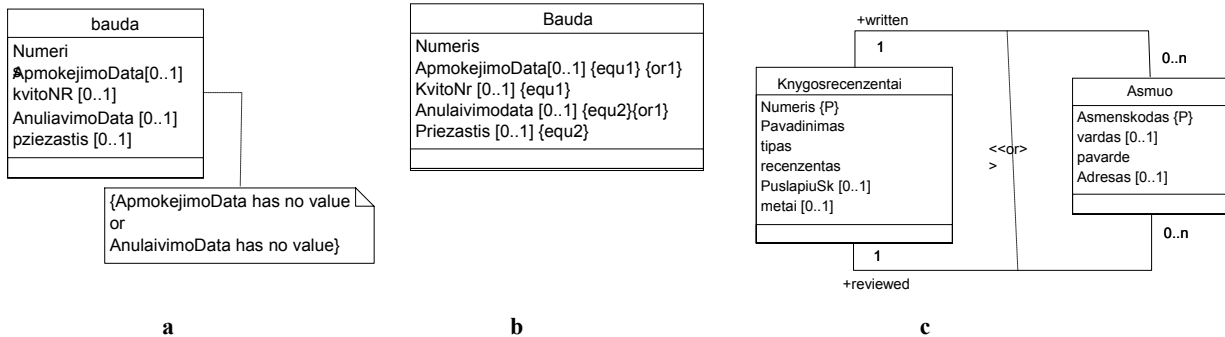 bauda
Numeri
s
ApmokejimoData[0..1]
kvitoNR [0..1]
AnuliavimoData [0..1]
pziezastis [0..1]
{ApmokejimoData has no value
or
AnulaivimoData has no value}
a
Bauda
Numeris
ApmokejimoData[0..1] {equ1} {or1}
KvitoNr [0..1] {equ1}
Anulaivimodata [0..1] {equ2}{or1}
Priezastis [0..1] {equ2}
b
+written
1
0..n
Knygosrecenzentai
Numeris {P}
Pavadinimas
tipas
recenzentas
PuslapiuSk [0..1]
metai [0..1]
<<or>
>
Asmuo
Asmenskodas {P}
vardas [0..1]
pavarde
Adresas [0..1]
0..n
1
+reviewed
c